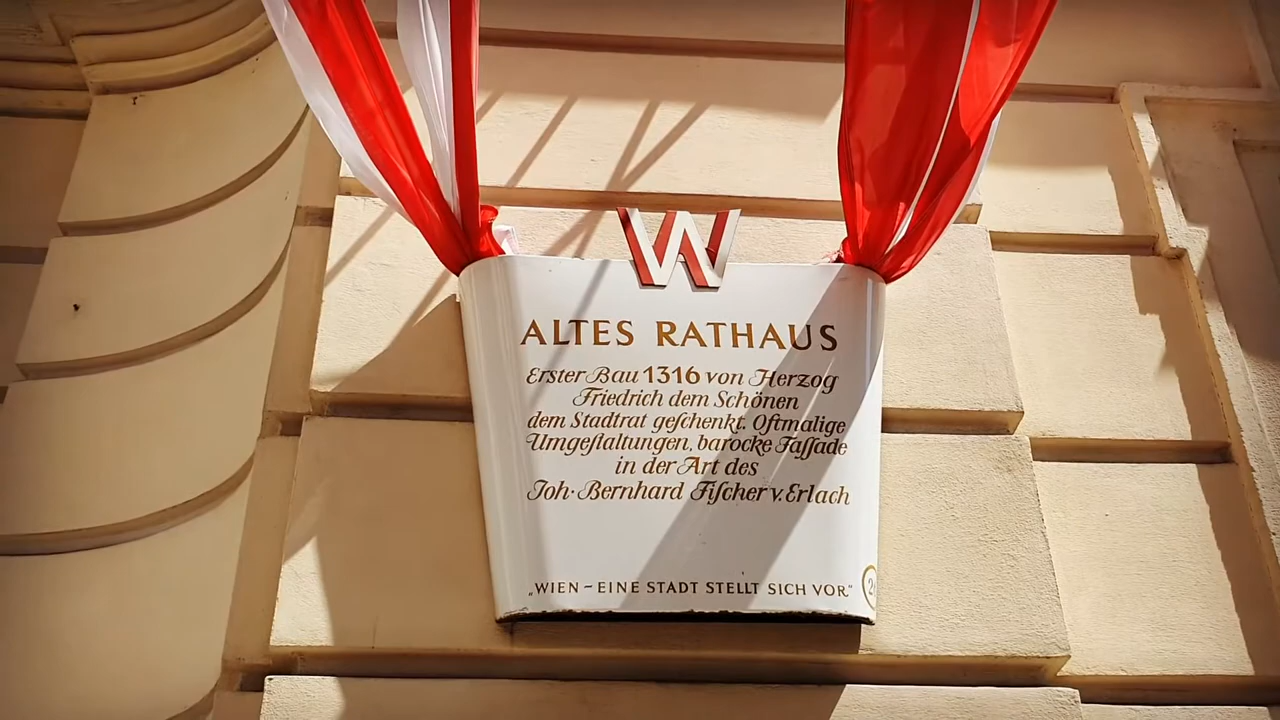 W
ALTES RATHAUS
Erster Bau 1316 von Herzog
Friedrich dem Schönen
dem Stadtrat geſchenkt. Oftmalige
Umgeſtaltungen, barocke Faſſade
in der Art des
Joh. Bernhard Fiſcher v. Erlach
„WIEN – EINE STADT STELLT SICH VOR.“